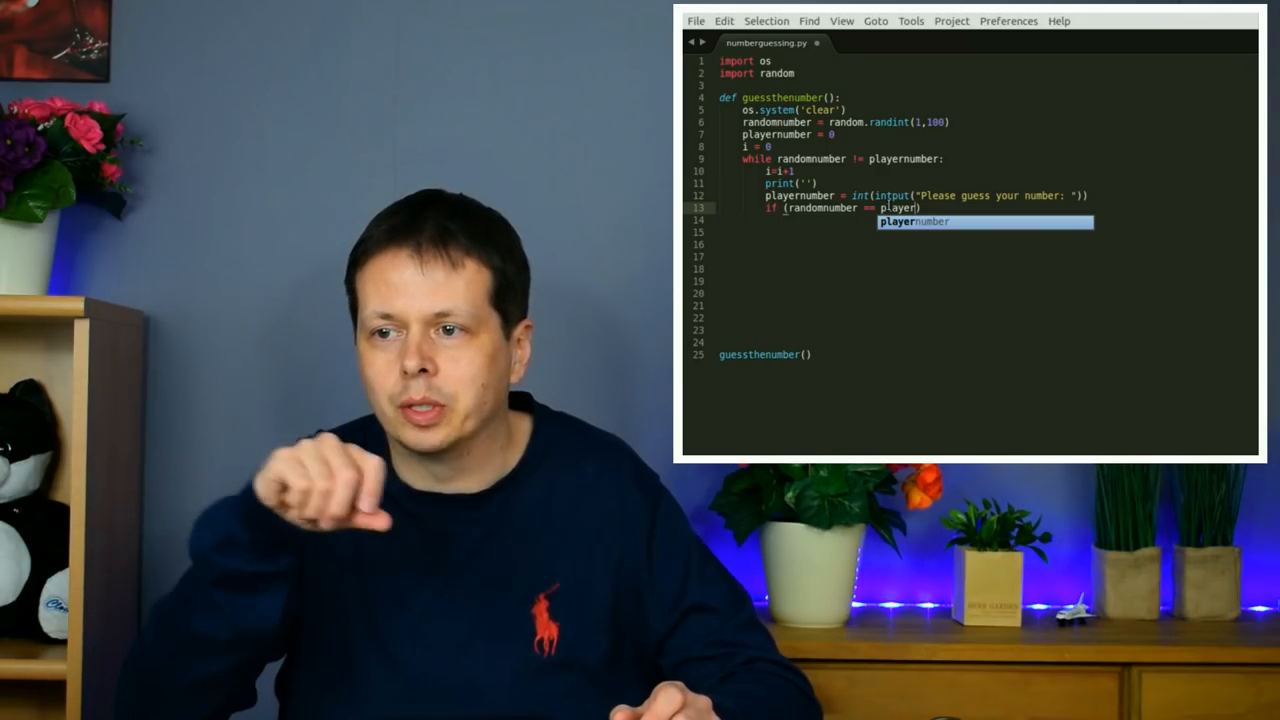 File Edit Selection Find View Goto Tools Project Preferences Help
numberguessing.py
1 import os
2 import random
3
4 def guessthenumber():
5 os.system('clear')
6 randomnumber = random.randint(1,100)
7 playernumber = 0
8 i = 0
9 while randomnumber != playernumber:
10 i=i+1
11 print('')
12 playernumber = int(intput("Please guess your number: "))
13 if (randomnumber == player)
14 playernumber
15
16
17
18
19
20
21
22
23
24
25 guessthenumber()
HERB GARDEN